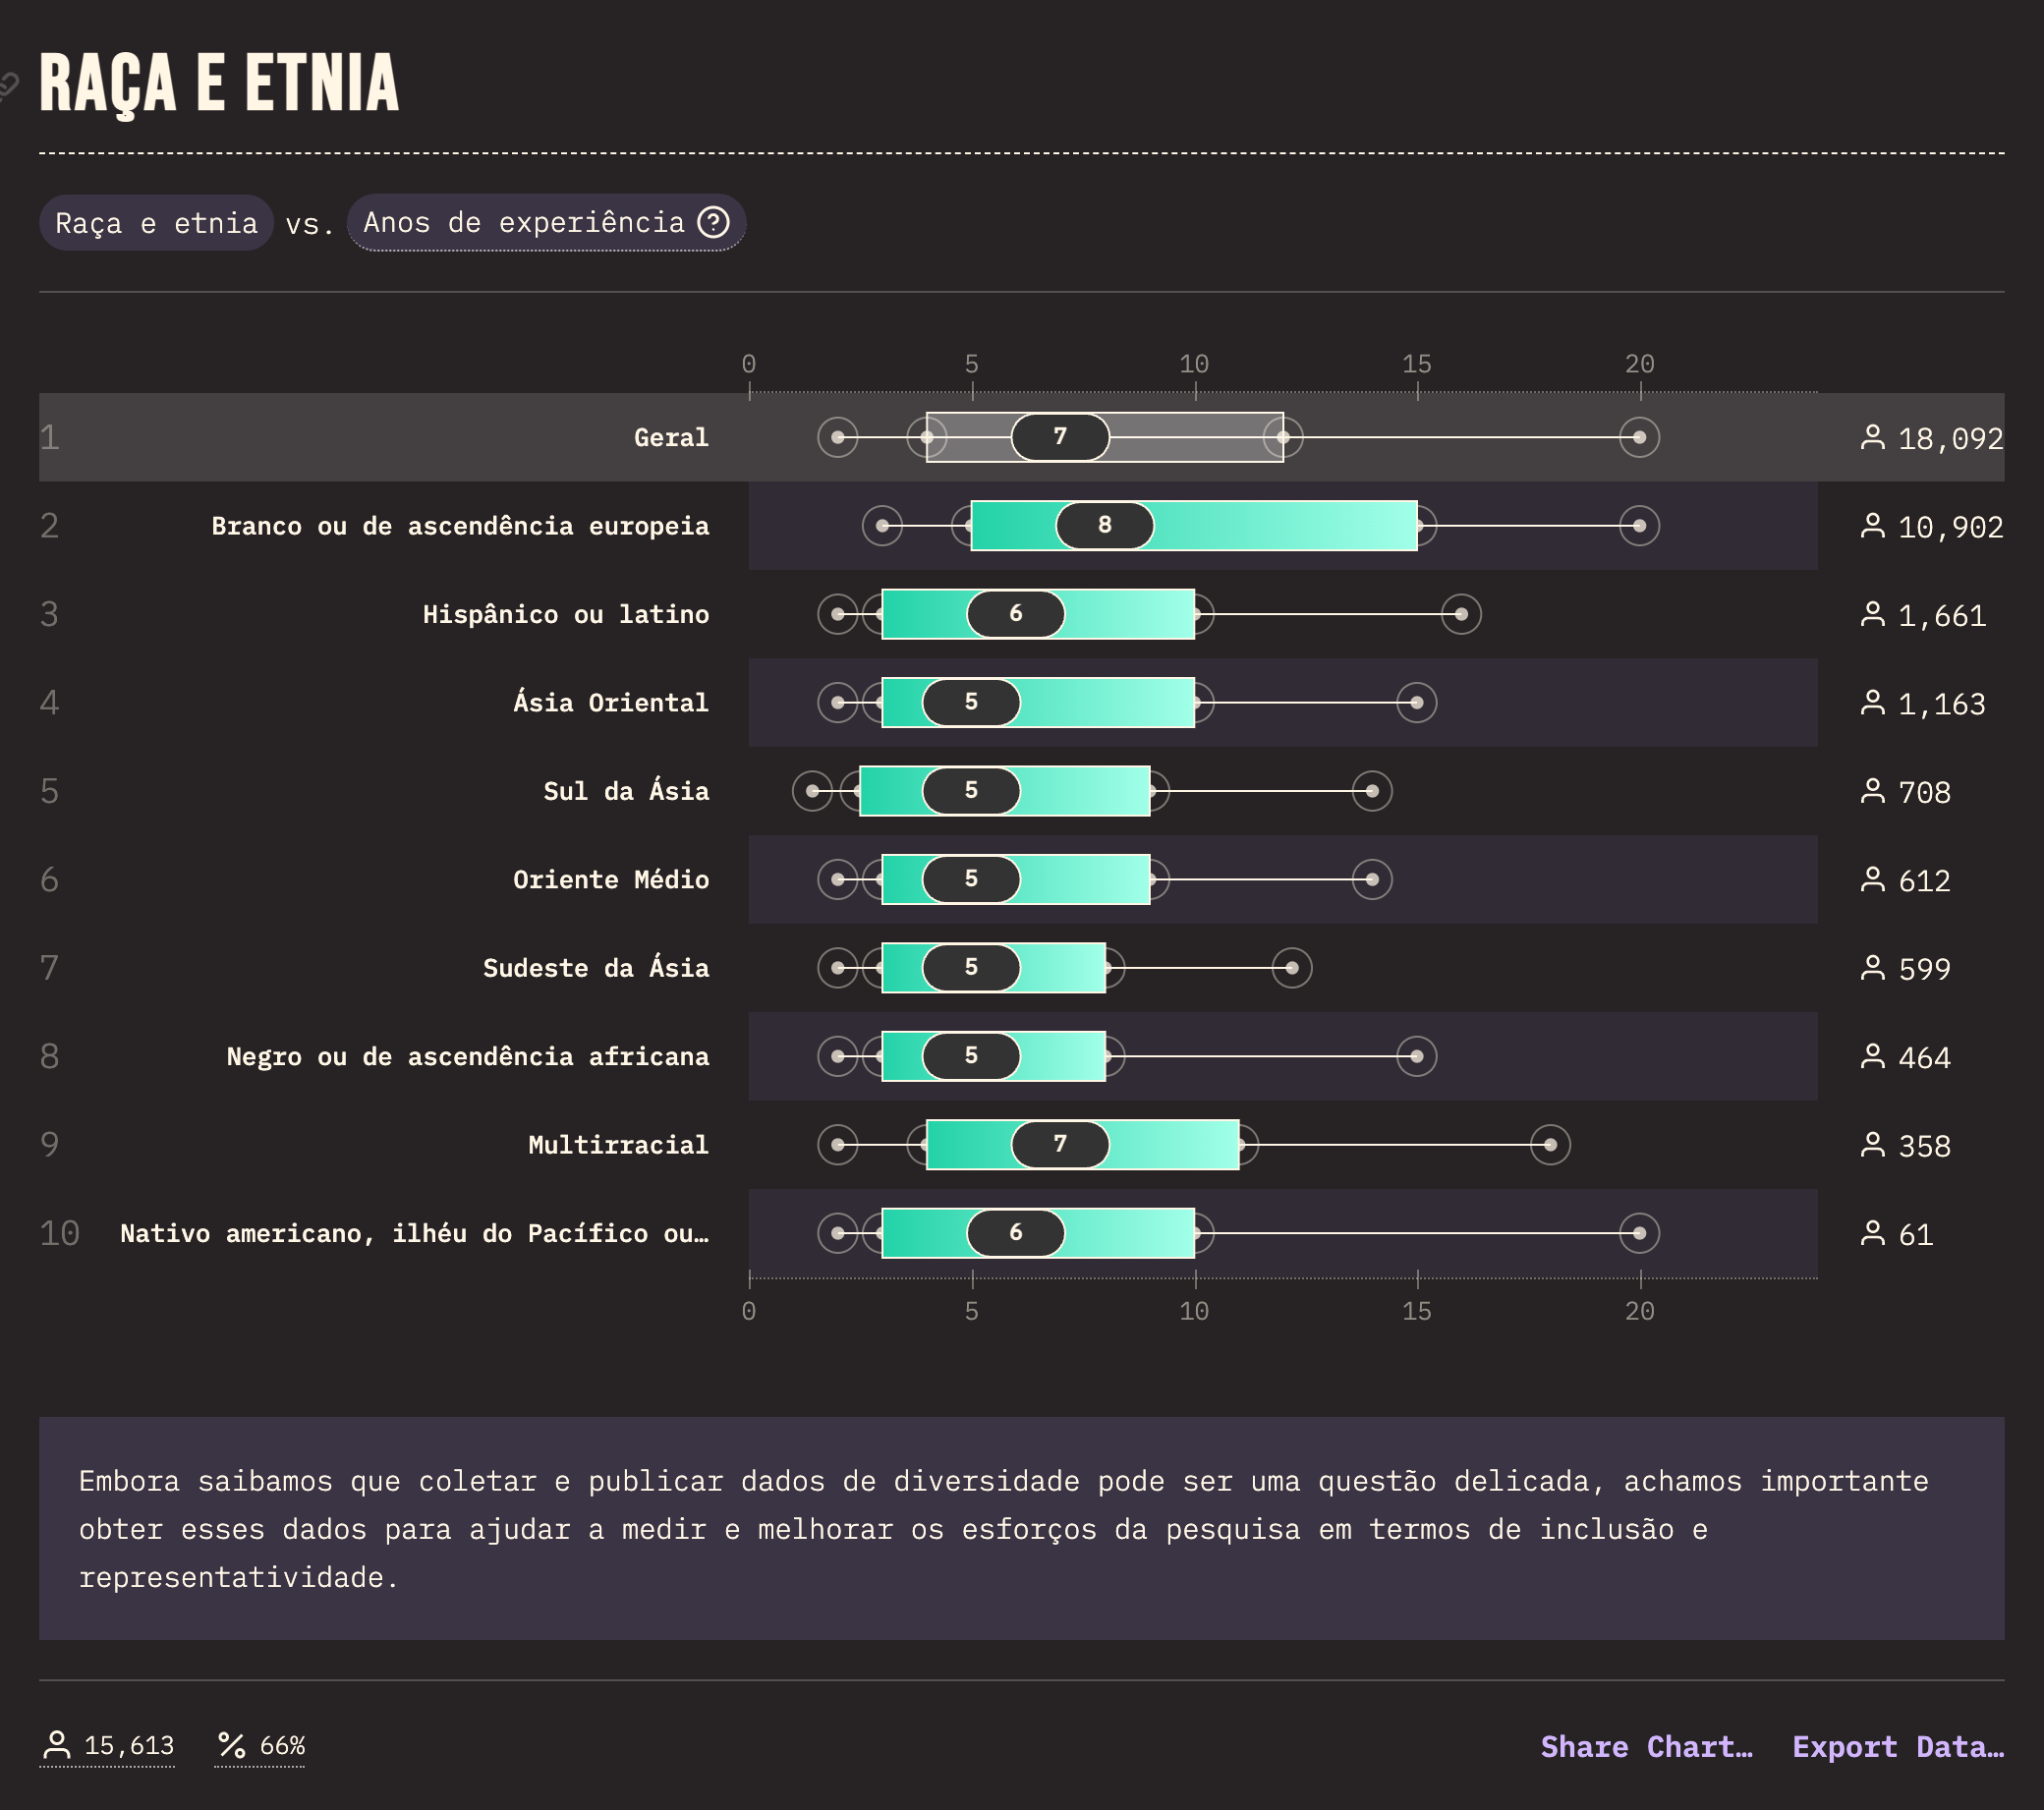 RAÇA E ETNIA
Raça e etnia vs. Anos de experiência ?
0 5 10 15 20
1 Geral 7 18,092
2 Branco ou de ascendência europeia 8 10,902
3 Hispânico ou latino 6 1,661
4 Ásia Oriental 5 1,163
5 Sul da Ásia 5 708
6 Oriente Médio 5 612
7 Sudeste da Ásia 5 599
8 Negro ou de ascendência africana 5 464
9 Multirracial 7 358
10 Nativo americano, ilhéu do Pacífico ou… 6 61
0 5 10 15 20
Embora saibamos que coletar e publicar dados de diversidade pode ser uma questão delicada, achamos importante
obter esses dados para ajudar a medir e melhorar os esforços da pesquisa em termos de inclusão e
representatividade.
15,613 % 66% Share Chart… Export Data…